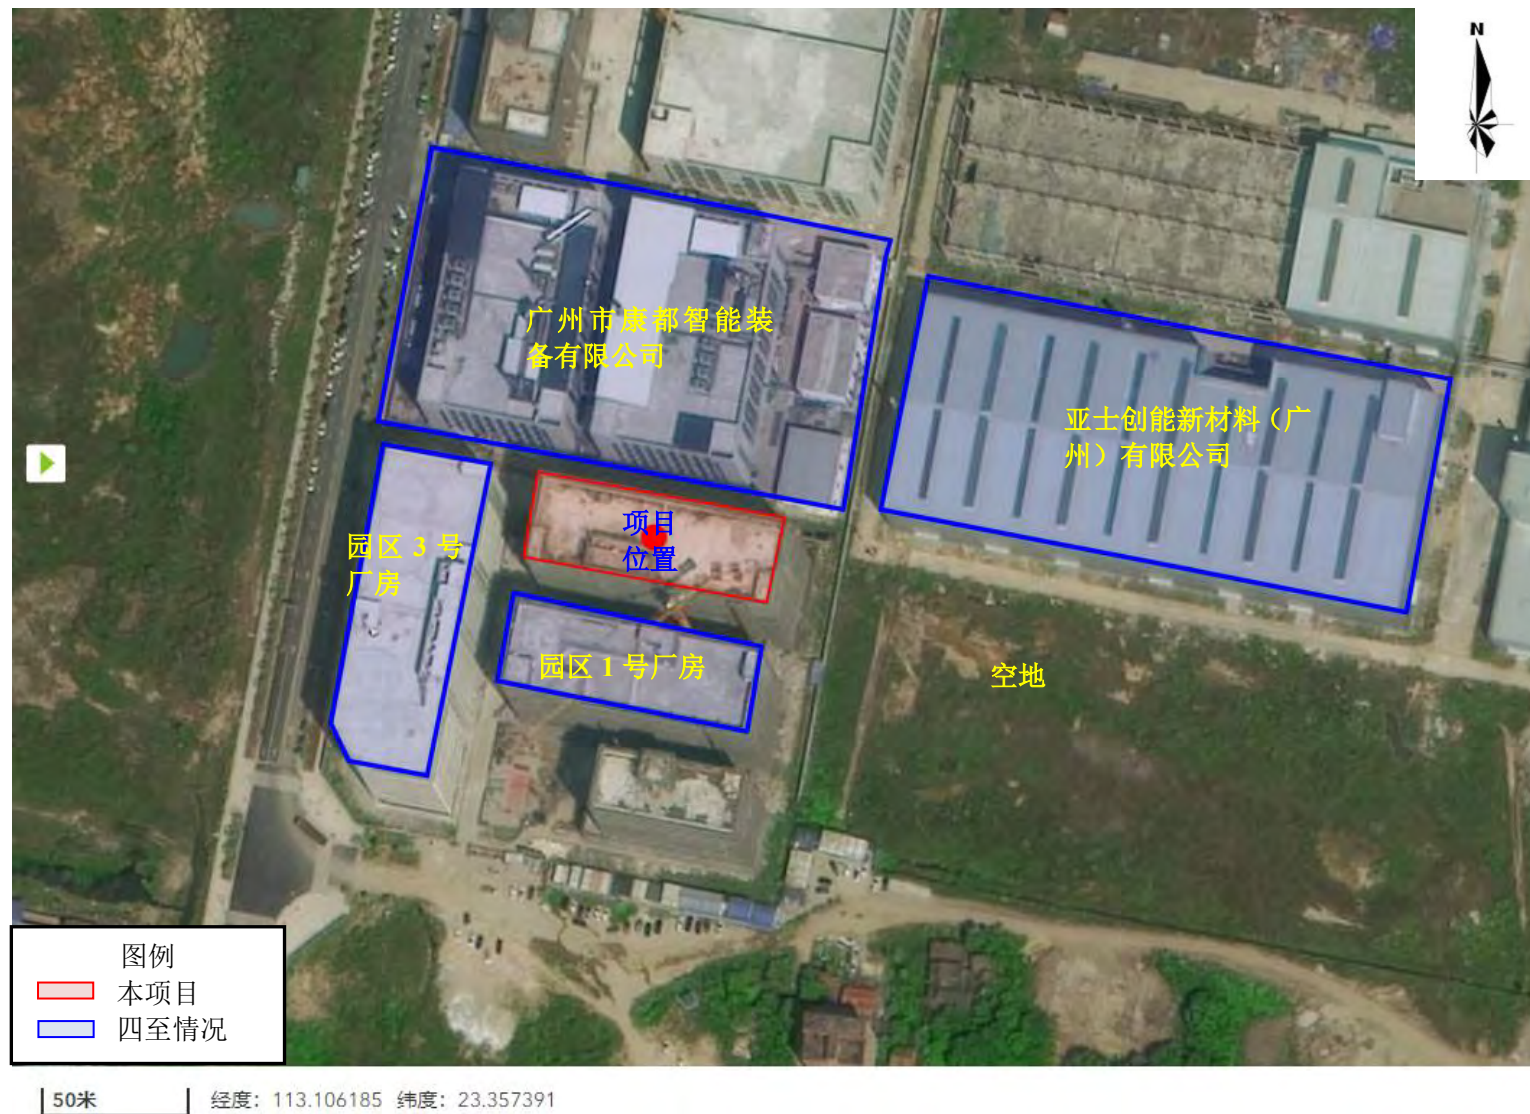 N
广州市康都智能装
备有限公司
亚士创能新材料（广
州）有限公司
项目
位置
园区 3 号
厂房
园区 1 号厂房
空地
图例
本项目
四至情况
50米
经度：113.106185 纬度：23.357391